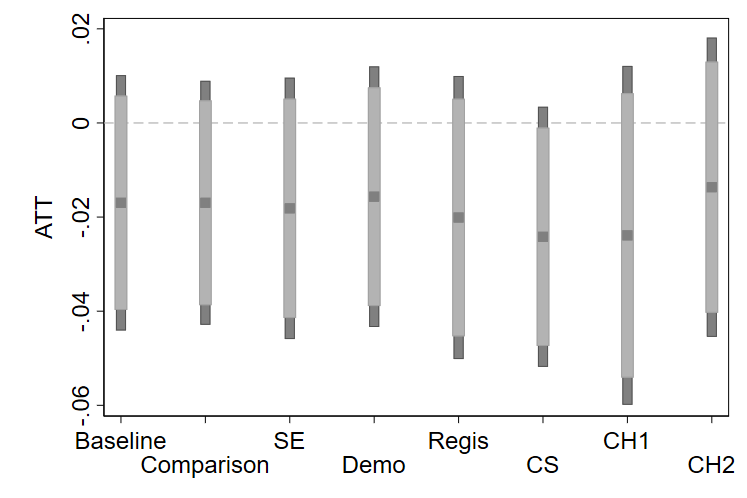 .02
0
-.02
-.04
-.06
ATT
Baseline
Comparison
SE
Demo
Regis
CS
CH1
CH2